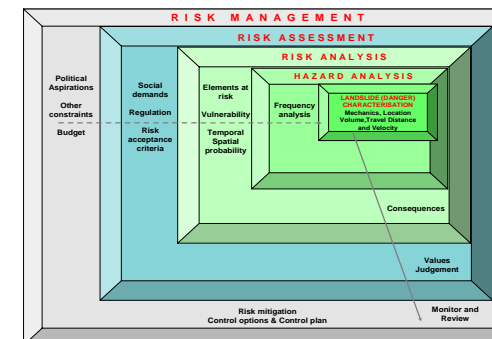 RISK MANAGEMENT
RISK ASSESSMENT
RISK ANALYSIS
HAZARD ANALYSIS
LANDSLIDE (DANGER)
CHARACTERISATION
Mechanics, Location
Volume,Travel Distance
and Velocity
Frequency
analysis
Elements at
risk
Vulnerability
Temporal
Spatial
probability
Social
demands
Regulation
Risk
acceptance
criteria
Political
Aspirations
Other
constraints
Budget
Consequences
Values
Judgement
Risk mitigation
Control options & Control plan
Monitor and
Review